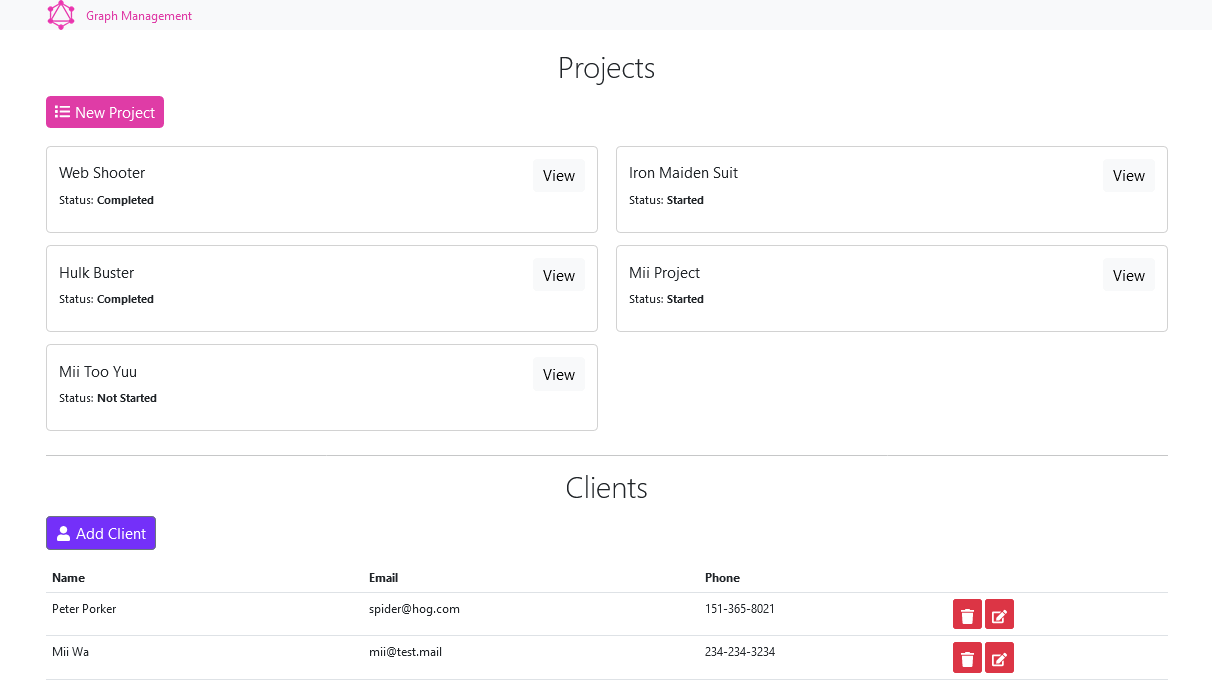 Graph Management
Projects
New Project
Web Shooter
View
Status: Completed
Iron Maiden Suit
View
Status: Started
Hulk Buster
View
Status: Completed
Mii Project
View
Status: Started
Mii Too Yuu
View
Status: Not Started
Clients
Add Client
Name Email Phone
Peter Porker spider@hog.com 151-365-8021
Mii Wa mii@test.mail 234-234-3234